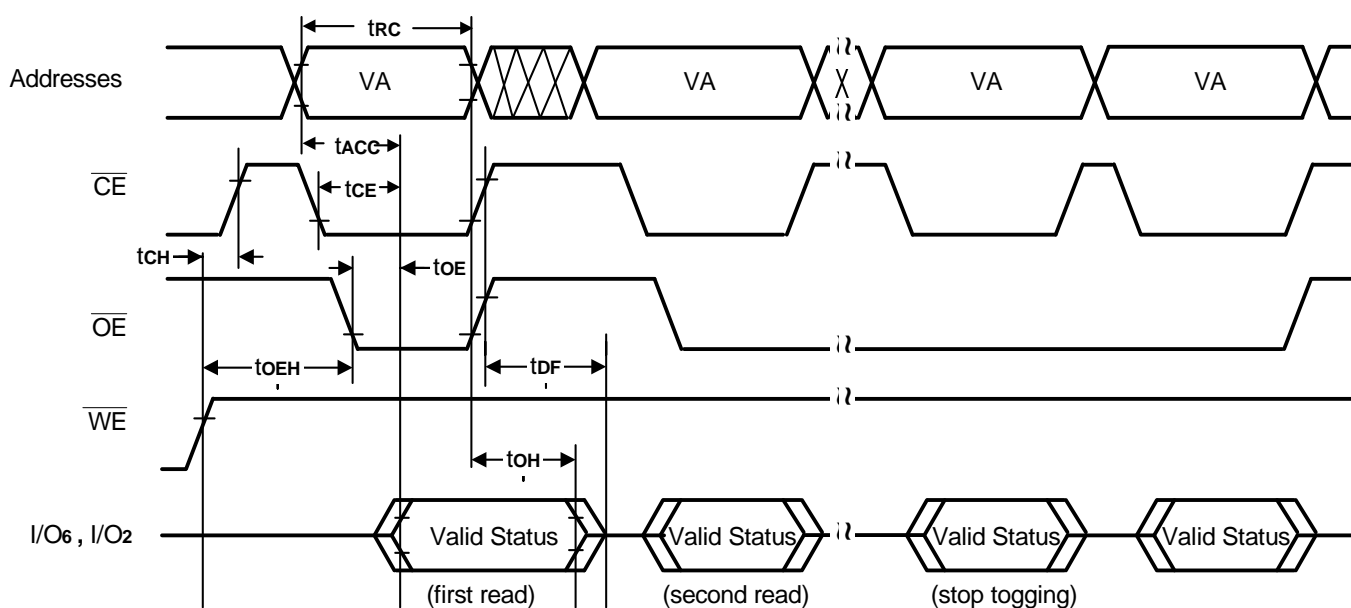 tRC
Addresses VA VA X VA VA
tACC
CE tCE
tCH tOE
OE
tOEH tDF
WE
tOH
I/O6 , I/O2 Valid Status Valid Status Valid Status Valid Status
(first read) (second read) (stop togging)